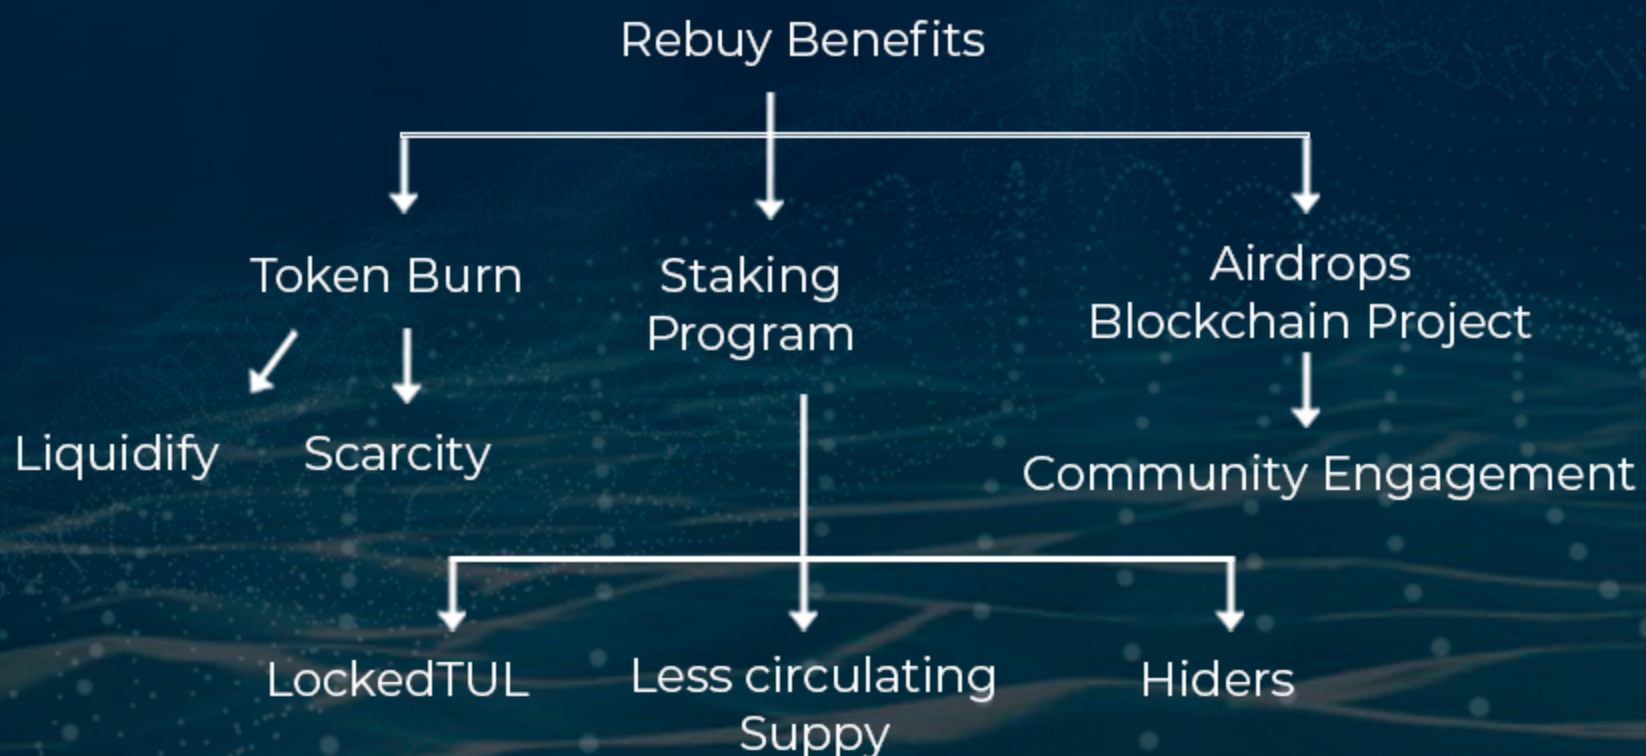 Rebuy Benefits
Token Burn
Staking
Program
Airdrops
Blockchain Project
Liquidify
Scarcity
Community Engagement
LockedTUL
Less circulating
Suppy
Hiders